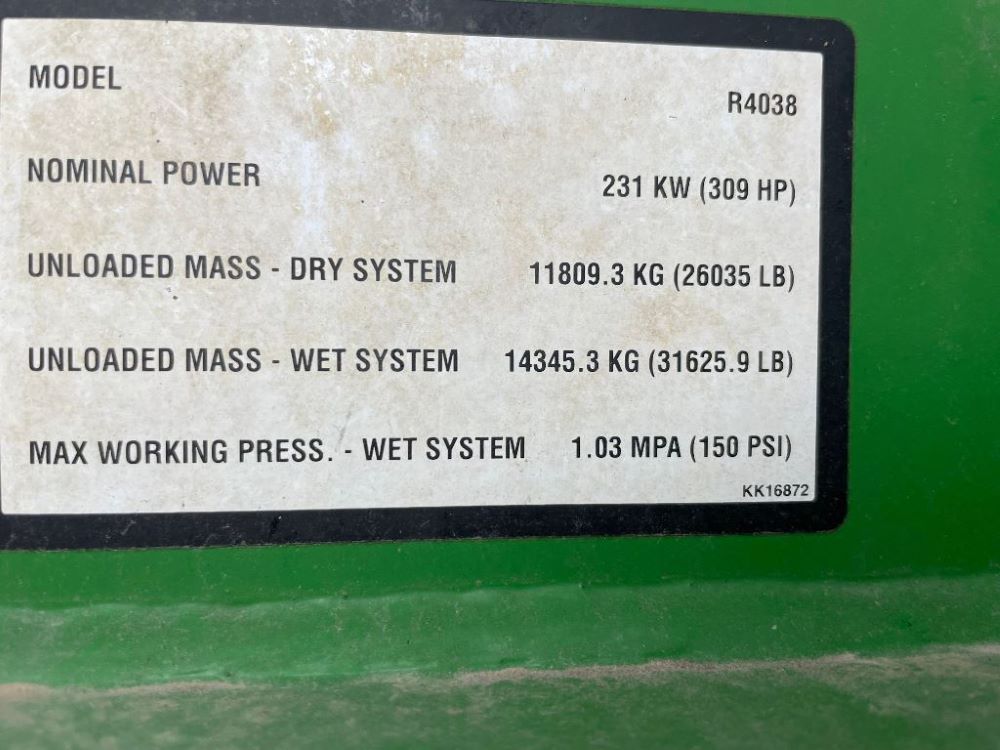 MODEL R4038
NOMINAL POWER 231 KW (309 HP)
UNLOADED MASS - DRY SYSTEM 11809.3 KG (26035 LB)
UNLOADED MASS - WET SYSTEM 14345.3 KG (31625.9 LB)
MAX WORKING PRESS. - WET SYSTEM 1.03 MPA (150 PSI)
KK16872